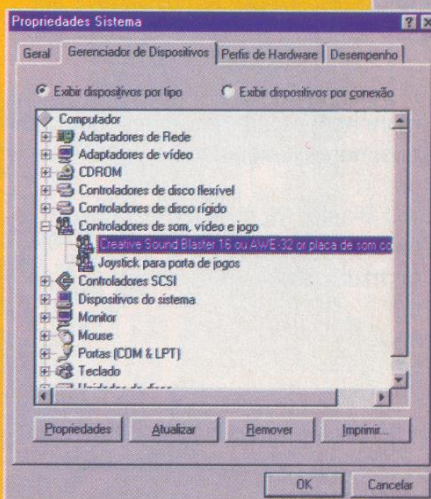 Propriedades Sistema
Geral Gerenciador de Dispositivos Perfis de Hardware Desempenho
Exibir dispositivos por tipo Exibir dispositivos por conexão
Computador
Adaptadores de Rede
Adaptadores de vídeo
CDROM
Controladores de disco flexível
Controladores de disco rígido
Controladores de som, vídeo e jogo
Creative Sound Blaster 16 ou AWE-32 or placa de som co
Joystick para porta de jogos
Controladores SCSI
Dispositivos do sistema
Monitor
Mouse
Portas (COM & LPT)
Teclado
Unidades de disco
Propriedades Atualizar Remover Imprimir...
OK Cancelar